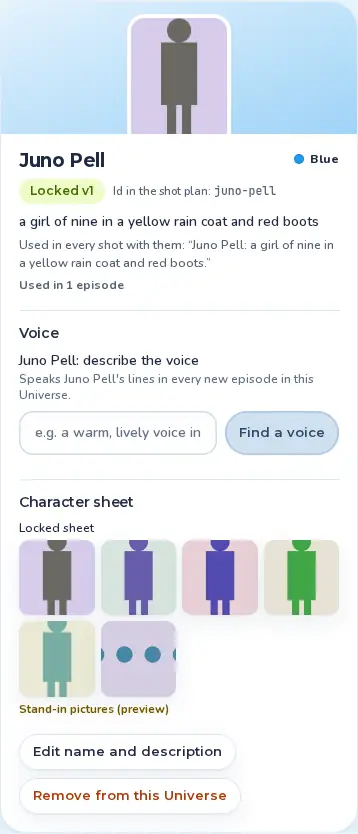 Juno Pell
Blue
Locked v1
Id in the shot plan: juno-pell
a girl of nine in a yellow rain coat and red boots
Used in every shot with them: “Juno Pell: a girl of nine in
a yellow rain coat and red boots.”
Used in 1 episode
Voice
Juno Pell: describe the voice
Speaks Juno Pell's lines in every new episode in this
Universe.
e.g. a warm, lively voice in
Find a voice
Character sheet
Locked sheet
Stand-in pictures (preview)
Edit name and description
Remove from this Universe